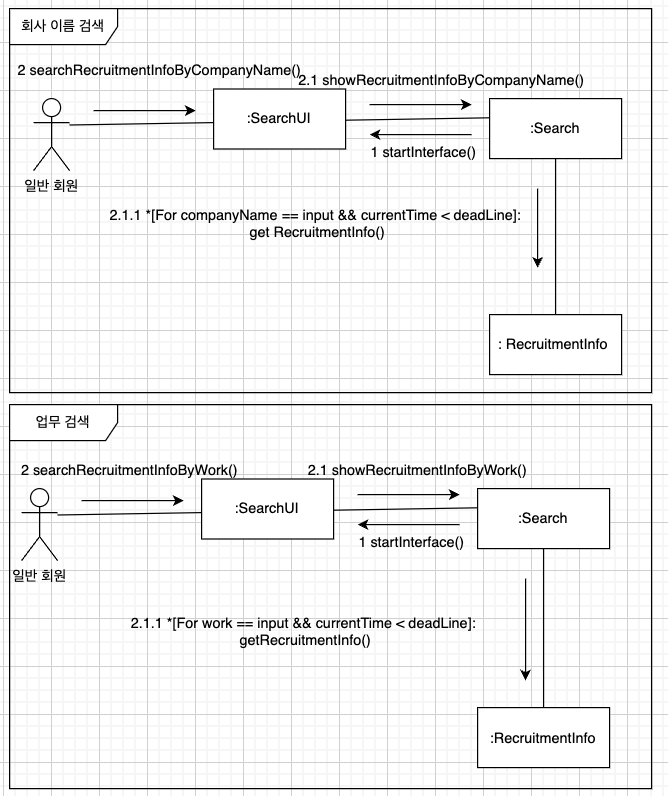 회사 이름 검색
2 searchRecruitmentInfoByCompanyName()
2.1 showRecruitmentInfoByCompanyName()
:SearchUI
:Search
1 startInterface()
일반 회원
2.1.1 *[For companyName == input && currentTime < deadLine]:
get RecruitmentInfo()
: RecruitmentInfo
업무 검색
2 searchRecruitmentInfoByWork()
2.1 showRecruitmentInfoByWork()
:SearchUI
:Search
1 startInterface()
일반 회원
2.1.1 *[For work == input && currentTime < deadLine]:
getRecruitmentInfo()
:RecruitmentInfo